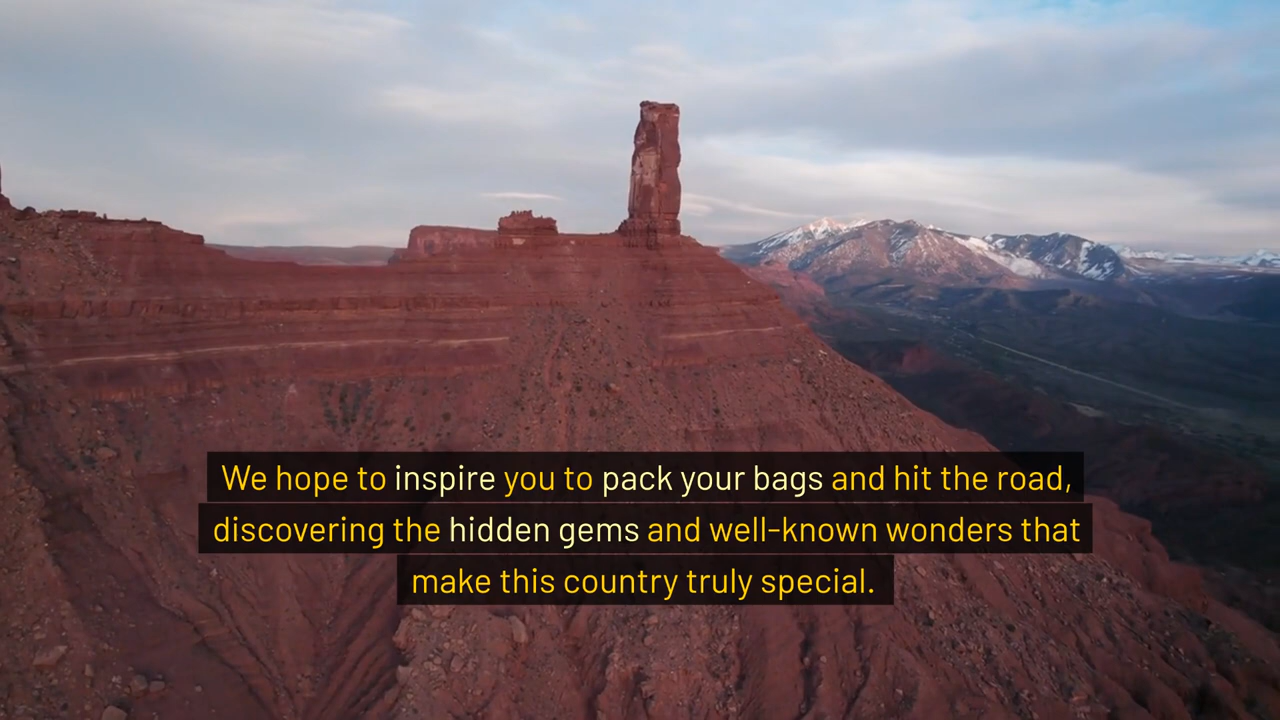 We hope to inspire you to pack your bags and hit the road,
discovering the hidden gems and well-known wonders that
make this country truly special.